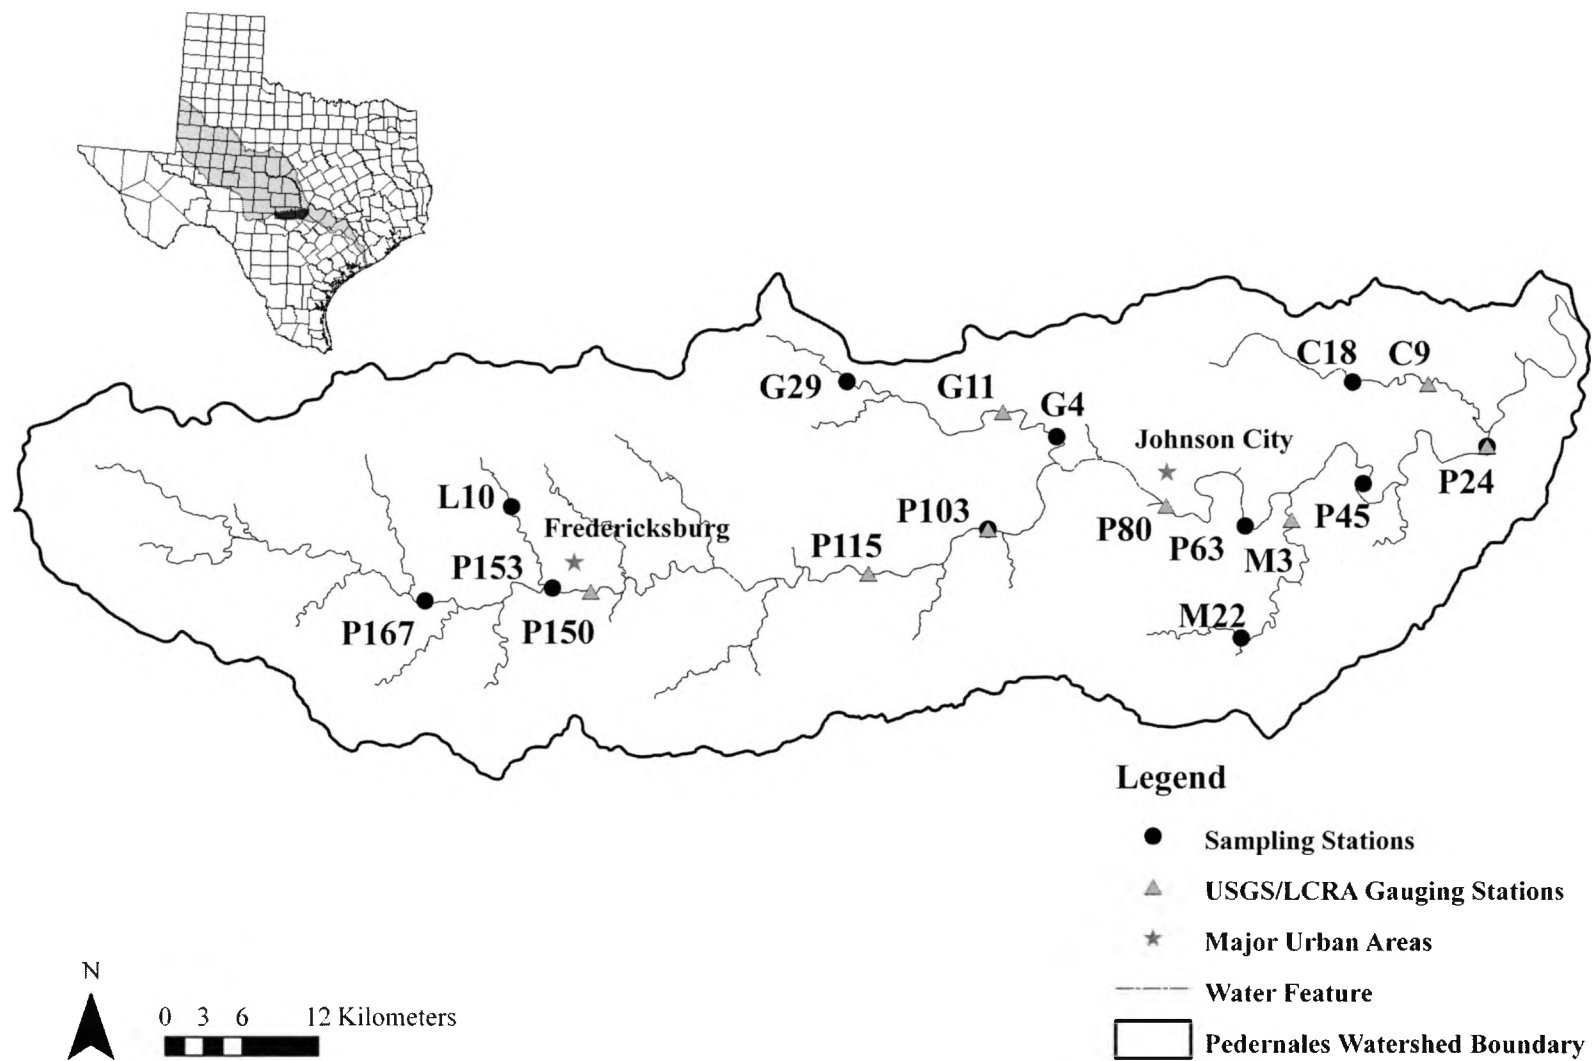 C18
C9
G29
G11
G4
Johnson City
L10
P24
P103
P45
Fredericksburg
P80
P115
P63
M3
P153
M22
P167
P150
Legend
Sampling Stations
USGS/LCRA Gauging Stations
Major Urban Areas
Water Feature
Pedernales Watershed Boundary
N
0 3 6 12 Kilometers